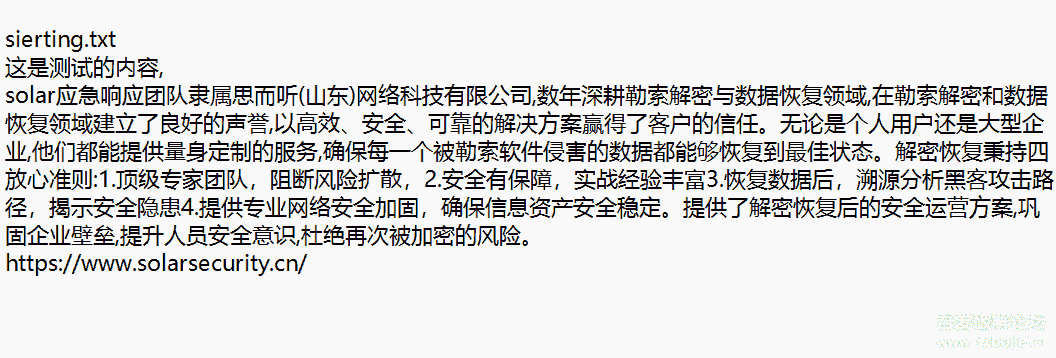 sierting.txt
这是测试的内容,
solar应急响应团队隶属思而听(山东)网络科技有限公司,数年深耕勒索解密与数据恢复领域,在勒索解密和数据
恢复领域建立了良好的声誉,以高效、安全、可靠的解决方案赢得了客户的信任。无论是个人用户还是大型企
业,他们都能提供量身定制的服务,确保每一个被勒索软件侵害的数据都能够恢复到最佳状态。解密恢复秉持四
放心准则:1.顶级专家团队，阻断风险扩散，2.安全有保障，实战经验丰富3.恢复数据后，溯源分析黑客攻击路
径，揭示安全隐患4.提供专业网络安全加固，确保信息资产安全稳定。提供了解密恢复后的安全运营方案,巩
固企业壁垒,提升人员安全意识,杜绝再次被加密的风险。
https://www.solarsecurity.cn/